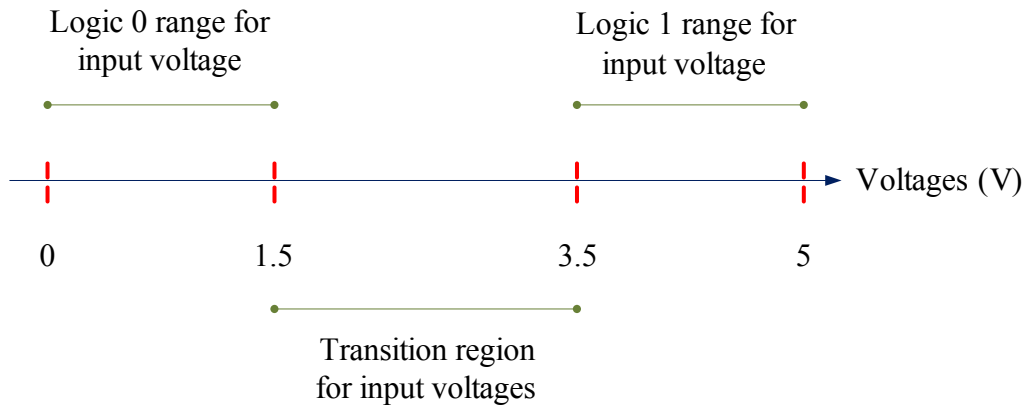 Logic 0 range for
input voltage
Logic 1 range for
input voltage
Voltages (V)
0
1.5
3.5
5
Transition region
for input voltages